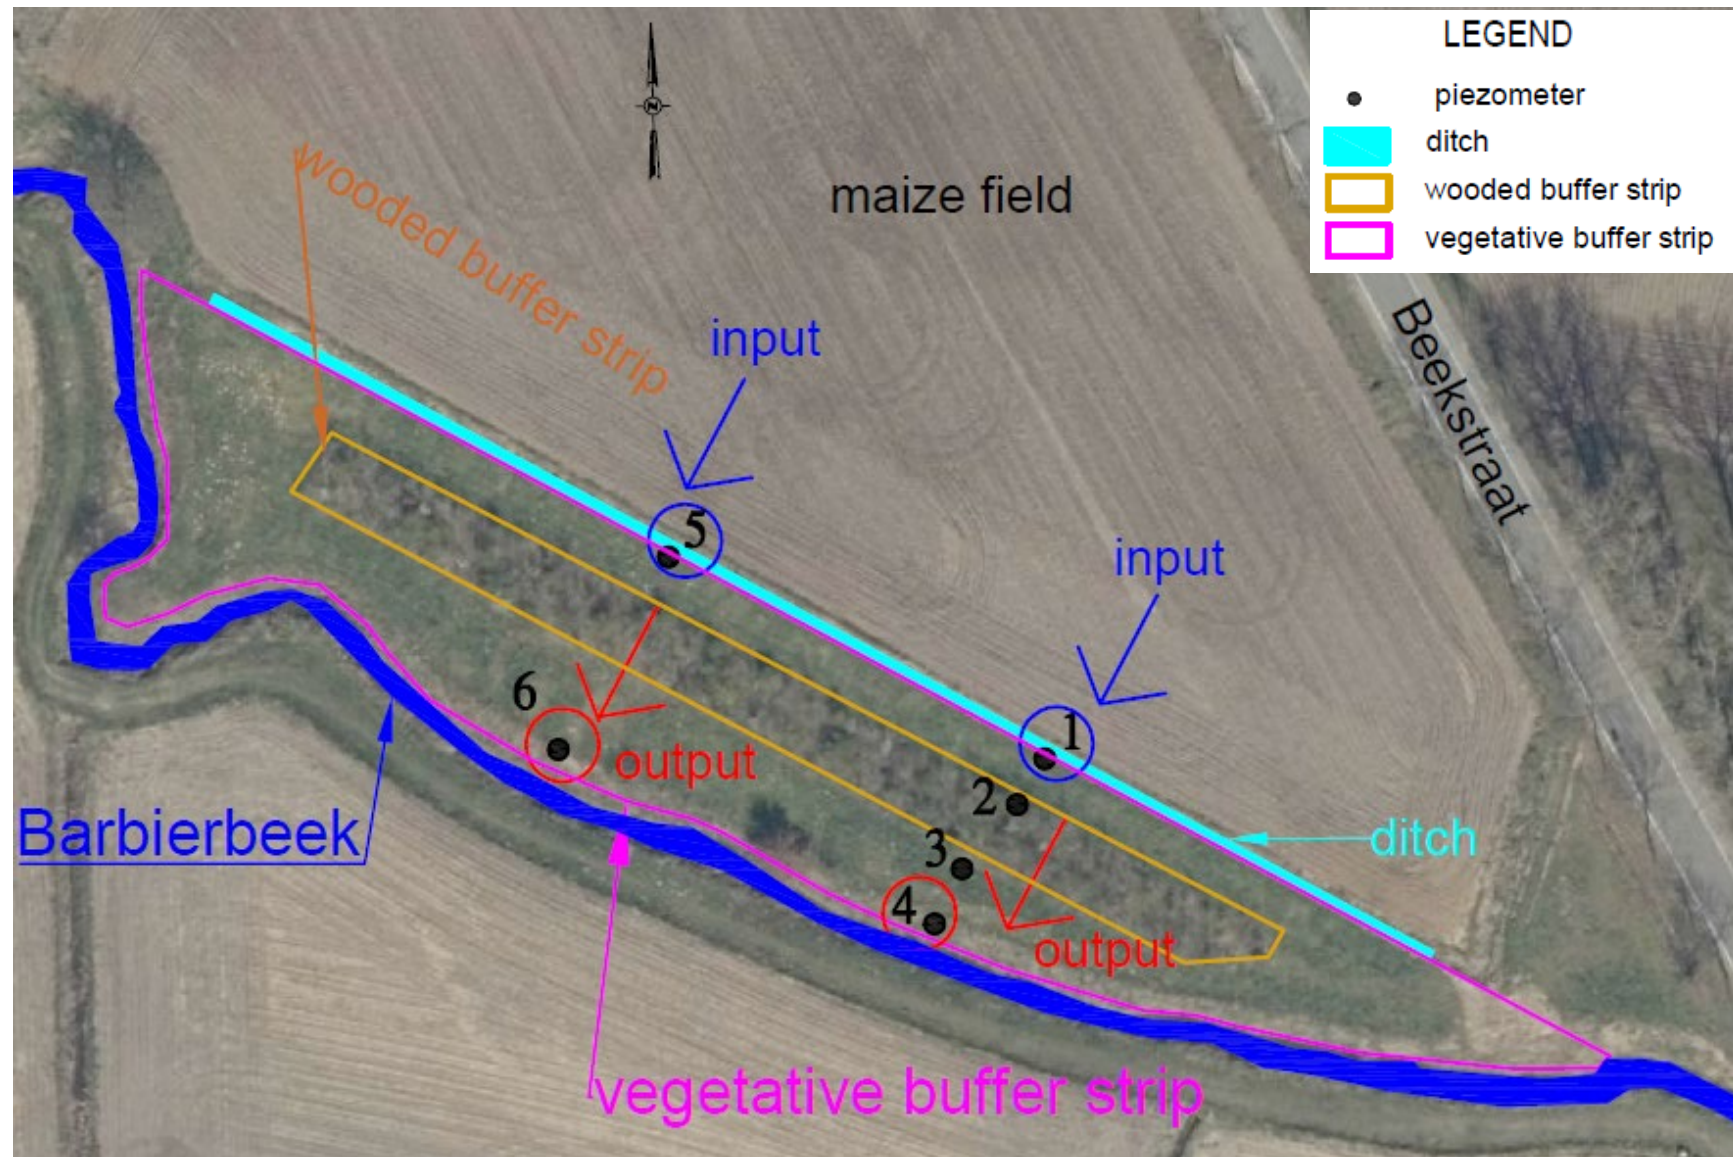 LEGEND
piezometer
ditch
wooded buffer strip
vegetative buffer strip
N
maize field
wooded buffer strip
input
Beekstraat
5
input
6
1
output
2
Barbierbeek
ditch
3
4
output
vegetative buffer strip